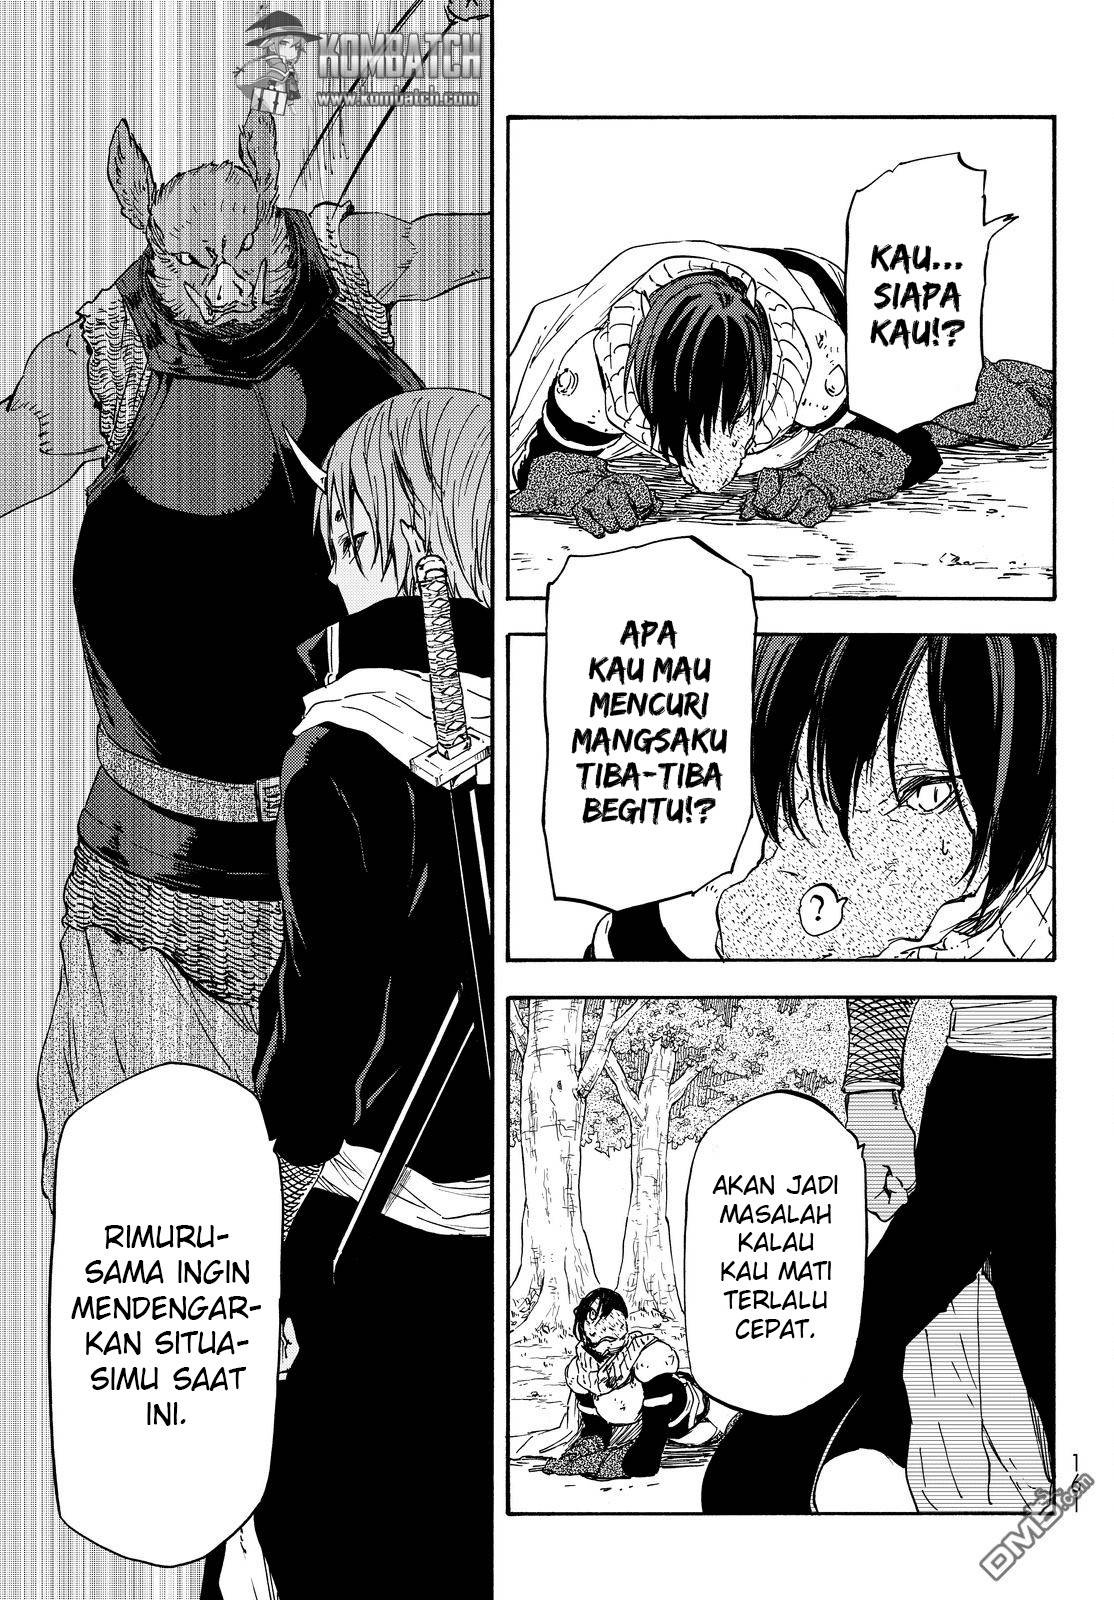 KOMBATCH
www.kombatch.com
KAU...
SIAPA
KAU!?
APA
KAU MAU
MENCURI
MANGSAKU
TIBA-TIBA
BEGITU!?
?
AKAN JADI
MASALAH
KALAU
KAU MATI
TERLALU
CEPAT.
RIMURU-
SAMA INGIN
MENDENGAR-
KAN SITUA-
SIMU SAAT
INI.
161